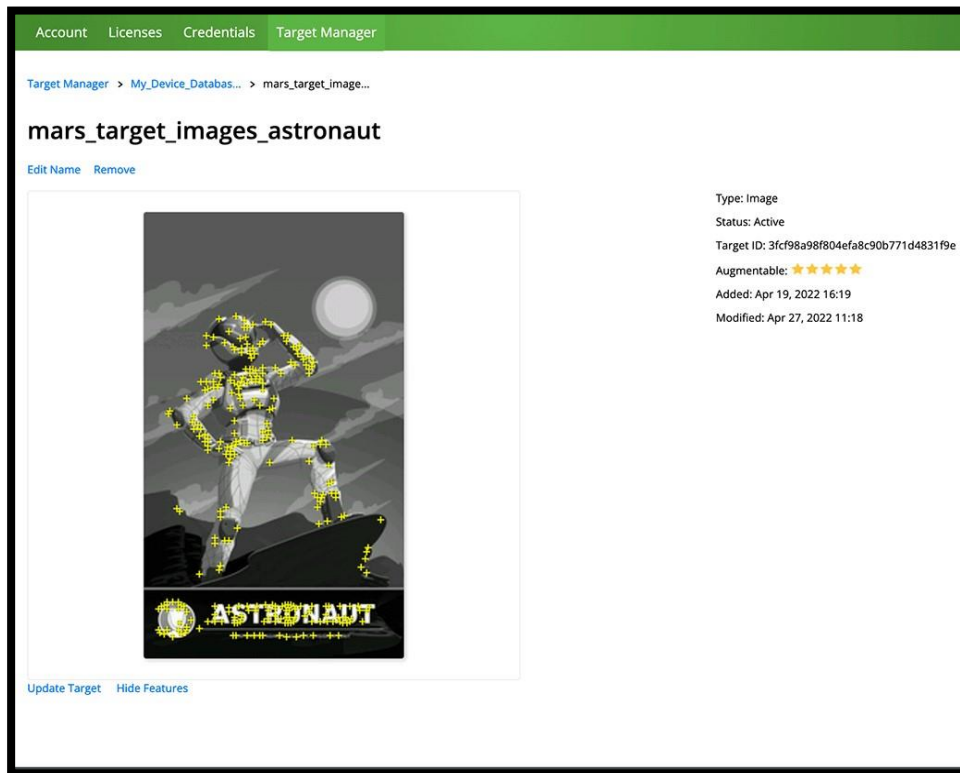 Account Licenses Credentials Target Manager
Target Manager > My_Device_Databas... > mars_target_image...
mars_target_images_astronaut
Edit Name Remove
Type: Image
Status: Active
Target ID: 3fcf98a98f804efa8c90b771d4831f9e
Augmentable:
Added: Apr 19, 2022 16:19
Modified: Apr 27, 2022 11:18
ASTRONAUT
Update Target Hide Features